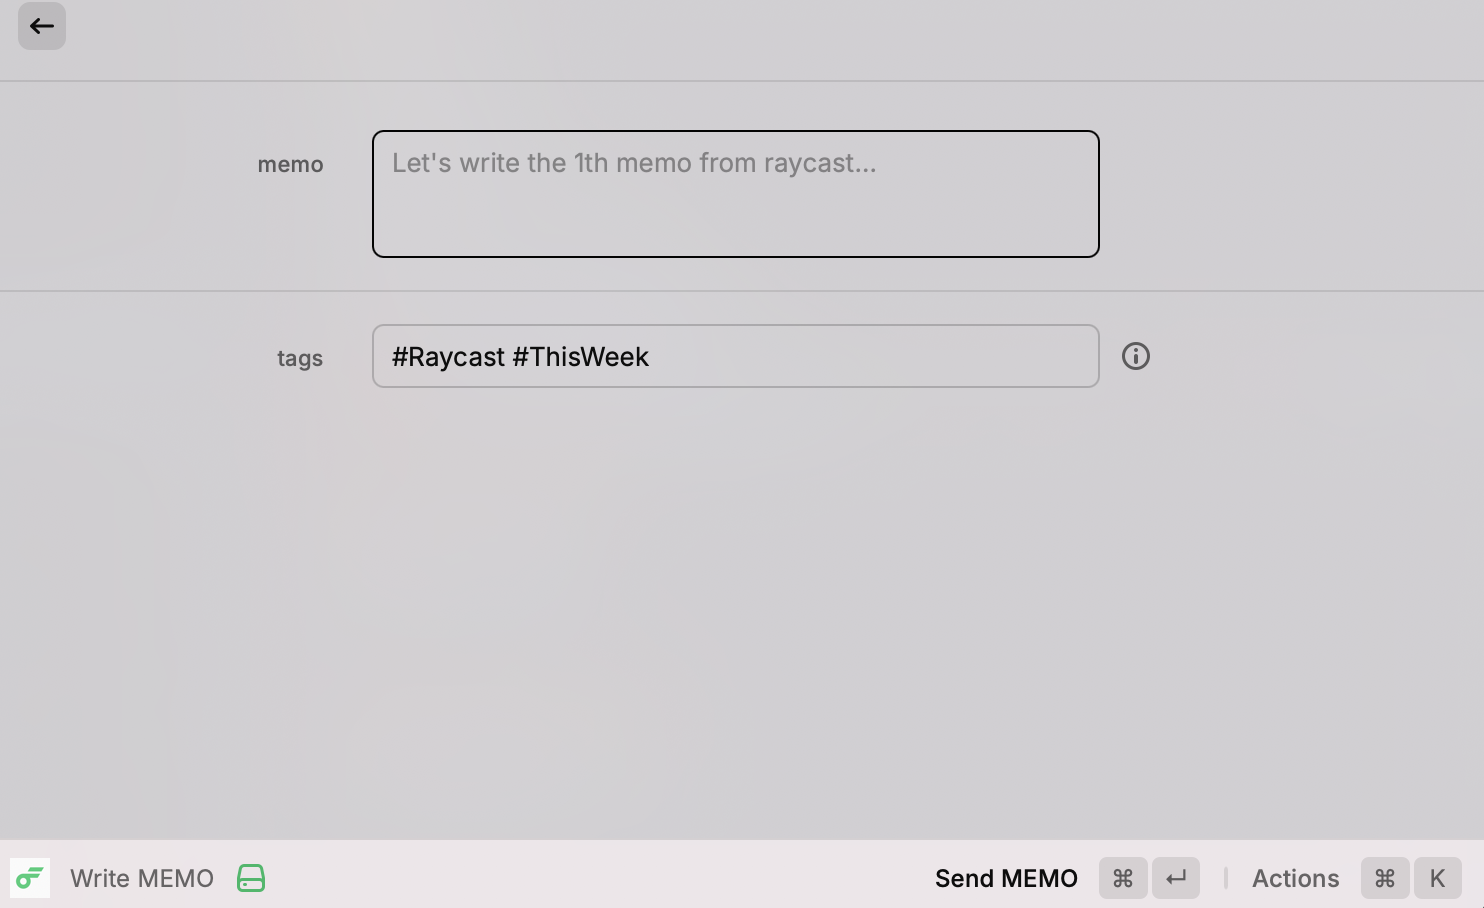 memo
Let's write the 1th memo from raycast...
tags
#Raycast #ThisWeek
Write MEMO
Send MEMO ⌘ ↵ | Actions ⌘ K